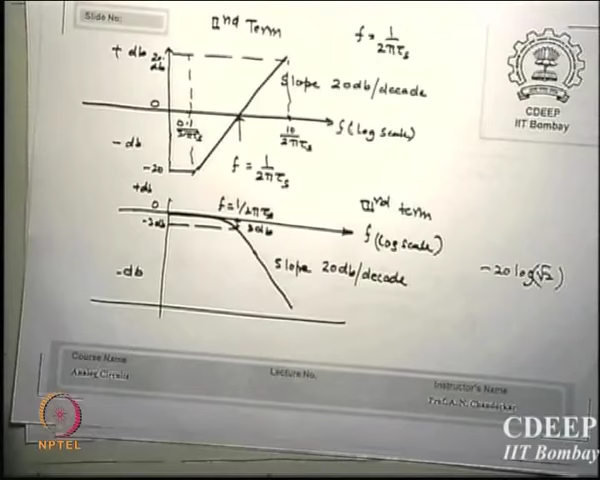 Slide No:
IInd Term
f = 1/2πτs
+ db 20 db
slope 20db/decade
0
0.1/2πτs
10/2πτs
f (log scale)
- db
f = 1/2πτs
-20
+db
IIIrd term
0
f = 1/2πτs
-3db
3db
f (log scale)
slope 20db/decade
-20 log(√2)
-db
CDEEP
IIT Bombay
Course Name
Analog Circuits
Lecture No.
Instructor's Name
Prof. A. N. Chandorkar
NPTEL
CDEEP
IIT Bombay